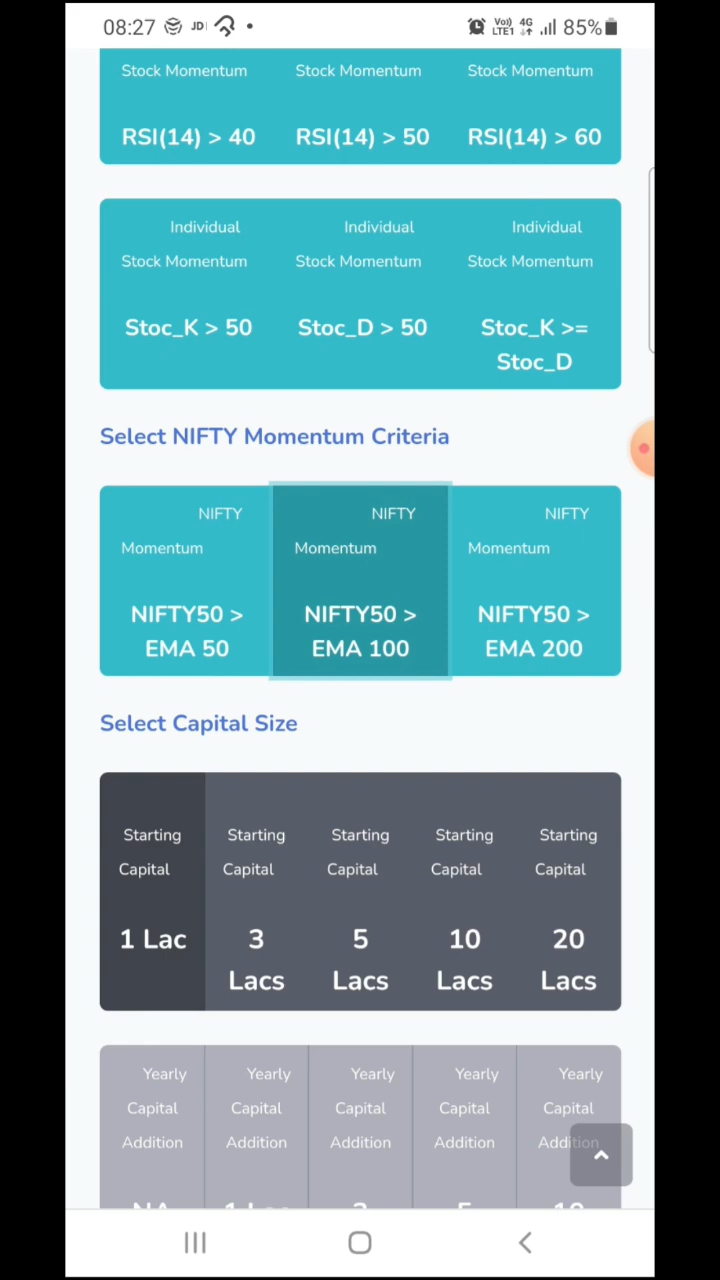 08:27 JD Vo)) LTE1 4G 85%
Stock Momentum Stock Momentum Stock Momentum
RSI(14) > 40 RSI(14) > 50 RSI(14) > 60
Individual Individual Individual
Stock Momentum Stock Momentum Stock Momentum
Stoc_K > 50 Stoc_D > 50 Stoc_K >=
Stoc_D
Select NIFTY Momentum Criteria
NIFTY NIFTY NIFTY
Momentum Momentum Momentum
NIFTY50 > NIFTY50 > NIFTY50 >
EMA 50 EMA 100 EMA 200
Select Capital Size
Starting Starting Starting Starting Starting
Capital Capital Capital Capital Capital
1 Lac 3 5 10 20
Lacs Lacs Lacs Lacs
Yearly Yearly Yearly Yearly Yearly
Capital Capital Capital Capital Capital
Addition Addition Addition Addition Addition